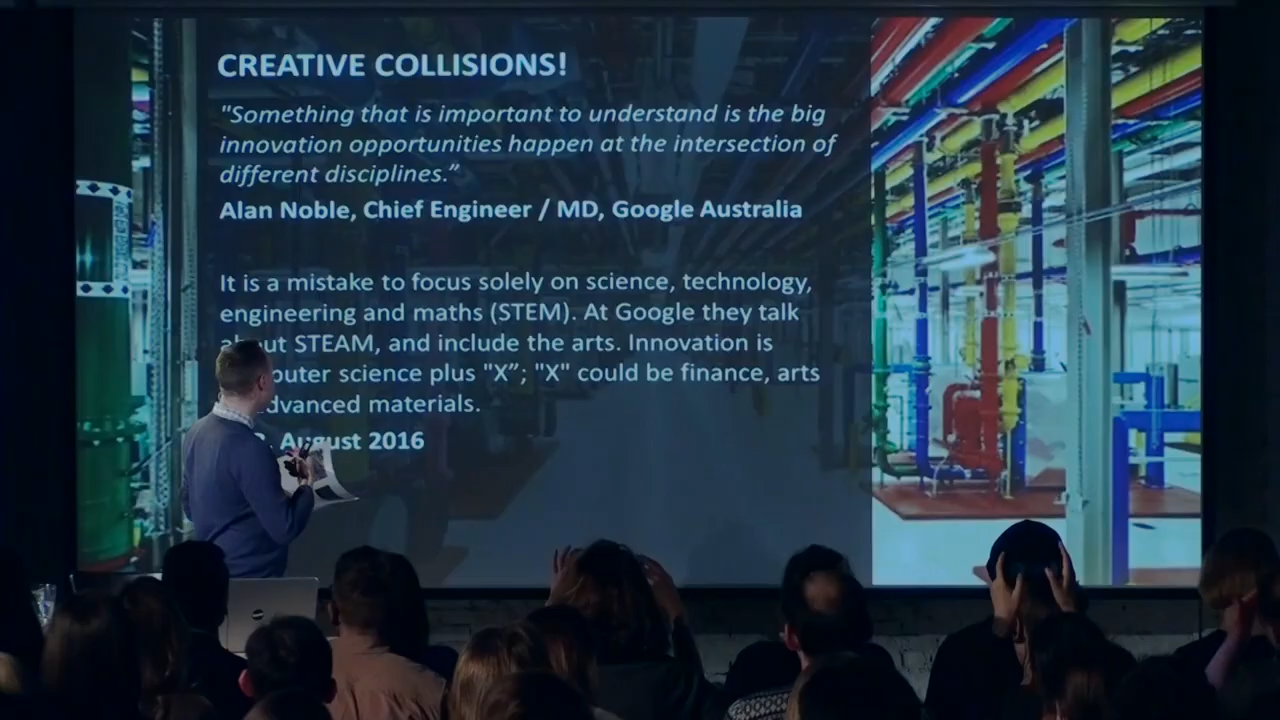 CREATIVE COLLISIONS!
"Something that is important to understand is the big
innovation opportunities happen at the intersection of
different disciplines.”
Alan Noble, Chief Engineer / MD, Google Australia
It is a mistake to focus solely on science, technology,
engineering and maths (STEM). At Google they talk
STEAM, and include the arts. Innovation is
science plus "X”; "X" could be finance, arts
materials.
August 2016